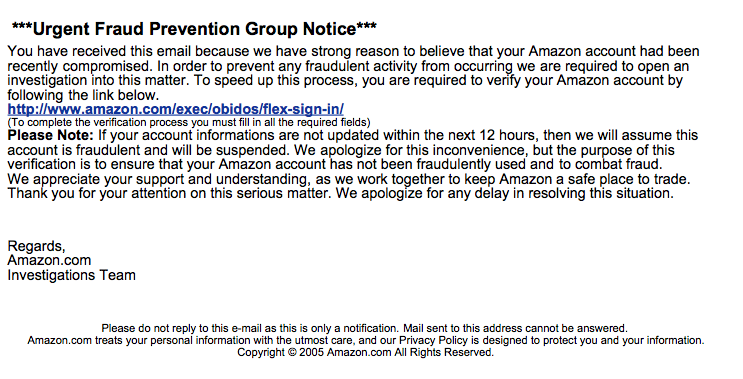 ***Urgent Fraud Prevention Group Notice***
You have received this email because we have strong reason to believe that your Amazon account had been
recently compromised. In order to prevent any fraudulent activity from occurring we are required to open an
investigation into this matter. To speed up this process, you are required to verify your Amazon account by
following the link below.
http://www.amazon.com/exec/obidos/flex-sign-in/
(To complete the verification process you must fill in all the required fields)
Please Note: If your account informations are not updated within the next 12 hours, then we will assume this
account is fraudulent and will be suspended. We apologize for this inconvenience, but the purpose of this
verification is to ensure that your Amazon account has not been fraudulently used and to combat fraud.
We appreciate your support and understanding, as we work together to keep Amazon a safe place to trade.
Thank you for your attention on this serious matter. We apologize for any delay in resolving this situation.
Regards,
Amazon.com
Investigations Team
Please do not reply to this e-mail as this is only a notification. Mail sent to this address cannot be answered.
Amazon.com treats your personal information with the utmost care, and our Privacy Policy is designed to protect you and your information.
Copyright © 2005 Amazon.com All Rights Reserved.